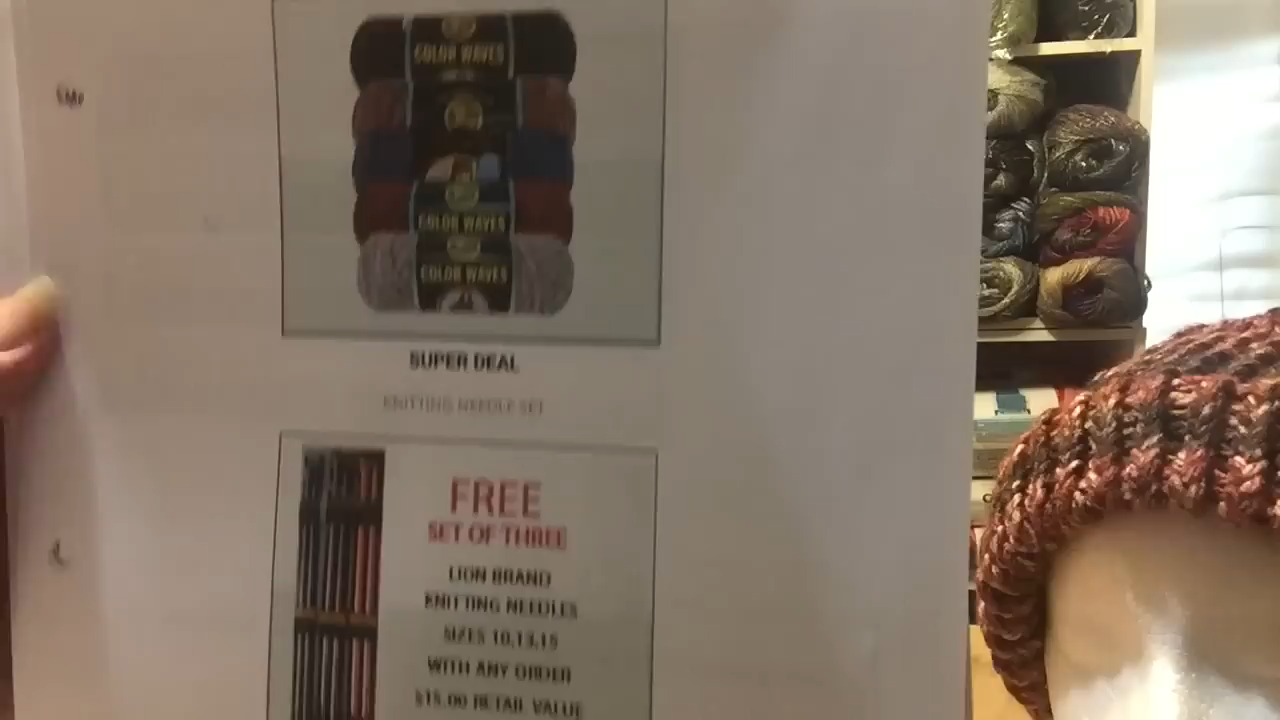 COLOR WAVES
COLOR WAVES
COLOR WAVES
SUPER DEAL
KNITTING NEEDLE SET
FREE
SET OF THREE
LION BRAND
KNITTING NEEDLES
SIZES 10,13,15
WITH ANY ORDER
$15.00 RETAIL VALUE